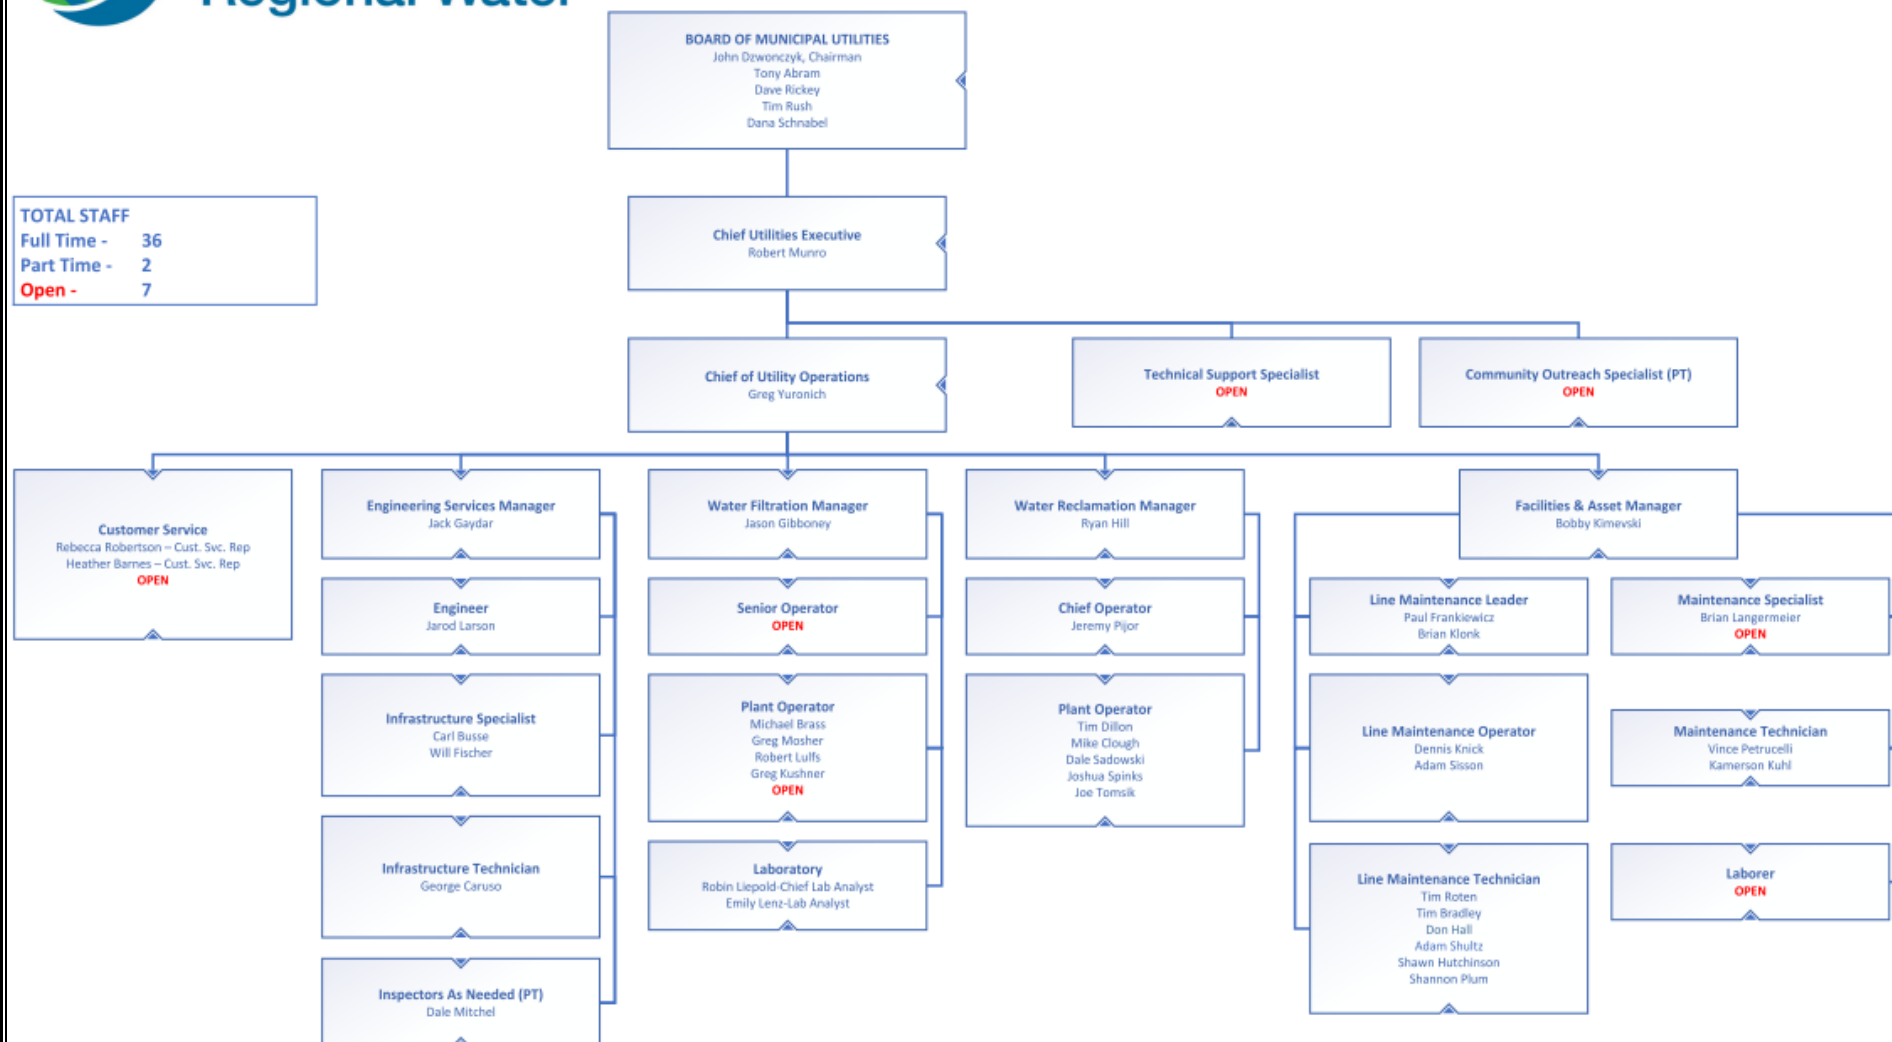 Regional Water
BOARD OF MUNICIPAL UTILITIES
John Dzwonczyk, Chairman
Tony Abram
Dave Rickey
Tim Rush
Dana Schnabel
TOTAL STAFF
Full Time - 36
Part Time - 2
Open - 7
Chief Utilities Executive
Robert Munro
Chief of Utility Operations
Greg Yuronich
Technical Support Specialist
OPEN
Community Outreach Specialist (PT)
OPEN
Customer Service
Rebecca Robertson – Cust. Svc. Rep
Heather Barnes – Cust. Svc. Rep
OPEN
Engineering Services Manager
Jack Gaydar
Engineer
Jarod Larson
Infrastructure Specialist
Carl Busse
Will Fischer
Infrastructure Technician
George Caruso
Inspectors As Needed (PT)
Dale Mitchel
Water Filtration Manager
Jason Gibboney
Senior Operator
OPEN
Plant Operator
Michael Brass
Greg Mosher
Robert Lulfs
Greg Kushner
OPEN
Laboratory
Robin Liepold-Chief Lab Analyst
Emily Lenz-Lab Analyst
Water Reclamation Manager
Ryan Hill
Chief Operator
Jeremy Pijor
Plant Operator
Tim Dillon
Mike Clough
Dale Sadowski
Joshua Spinks
Joe Tomsik
Facilities & Asset Manager
Bobby Kimevski
Line Maintenance Leader
Paul Frankiewicz
Brian Klonk
Line Maintenance Operator
Dennis Knick
Adam Sisson
Line Maintenance Technician
Tim Roten
Tim Bradley
Don Hall
Adam Shultz
Shawn Hutchinson
Shannon Plum
Maintenance Specialist
Brian Langermeier
OPEN
Maintenance Technician
Vince Petrucelli
Kamerson Kuhl
Laborer
OPEN